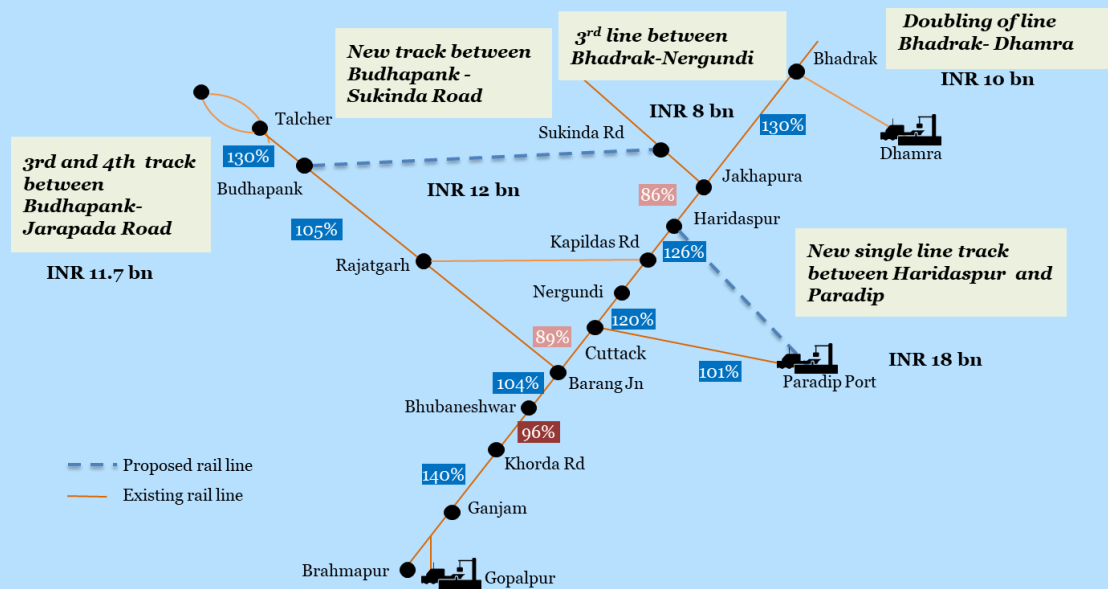 New track between
Budhapank -
Sukinda Road
3rd line between
Bhadrak-Nergundi
Doubling of line
Bhadrak- Dhamra
Bhadrak
INR 10 bn
INR 8 bn
Talcher
Sukinda Rd
130%
130%
Dhamra
3rd and 4th track
between
Budhapank-
Jarapada Road
INR 11.7 bn
Budhapank
INR 12 bn
Jakhapura
86%
Haridaspur
105%
Kapildas Rd
126%
New single line track
between Haridaspur and
Paradip
INR 18 bn
Rajatgarh
Nergundi
120%
89%
Cuttack
101%
Paradip Port
104%
Barang Jn
Bhubaneshwar
96%
Khorda Rd
Proposed rail line
140%
Existing rail line
Ganjam
Brahmapur
Gopalpur